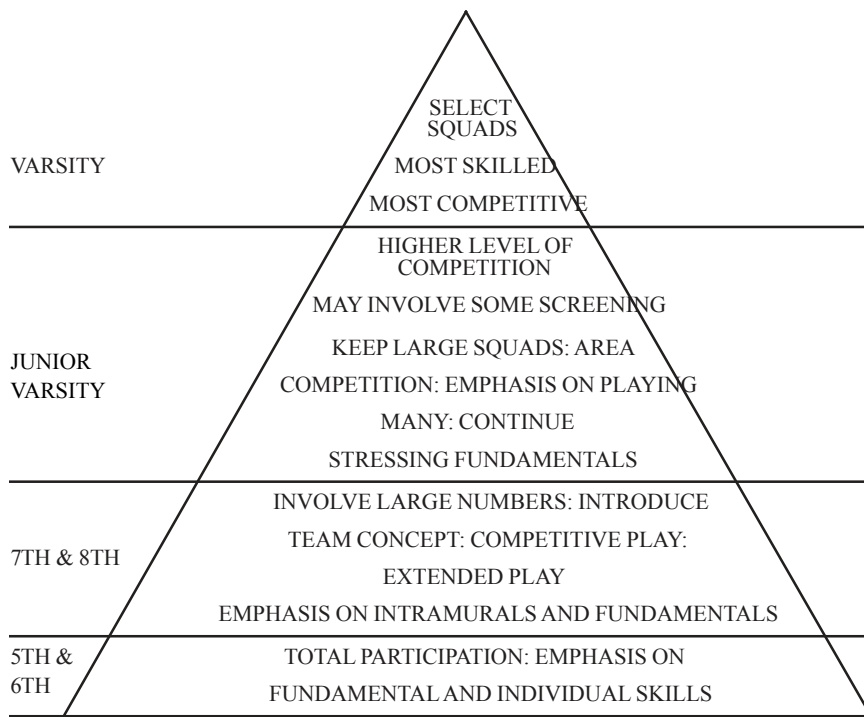 SELECT
SQUADS
VARSITY
MOST SKILLED
MOST COMPETITIVE
HIGHER LEVEL OF
COMPETITION
MAY INVOLVE SOME SCREENING
KEEP LARGE SQUADS: AREA
JUNIOR
VARSITY
COMPETITION: EMPHASIS ON PLAYING
MANY: CONTINUE
STRESSING FUNDAMENTALS
INVOLVE LARGE NUMBERS: INTRODUCE
TEAM CONCEPT: COMPETITIVE PLAY:
7TH & 8TH
EXTENDED PLAY
EMPHASIS ON INTRAMURALS AND FUNDAMENTALS
5TH &
6TH
TOTAL PARTICIPATION: EMPHASIS ON
FUNDAMENTAL AND INDIVIDUAL SKILLS